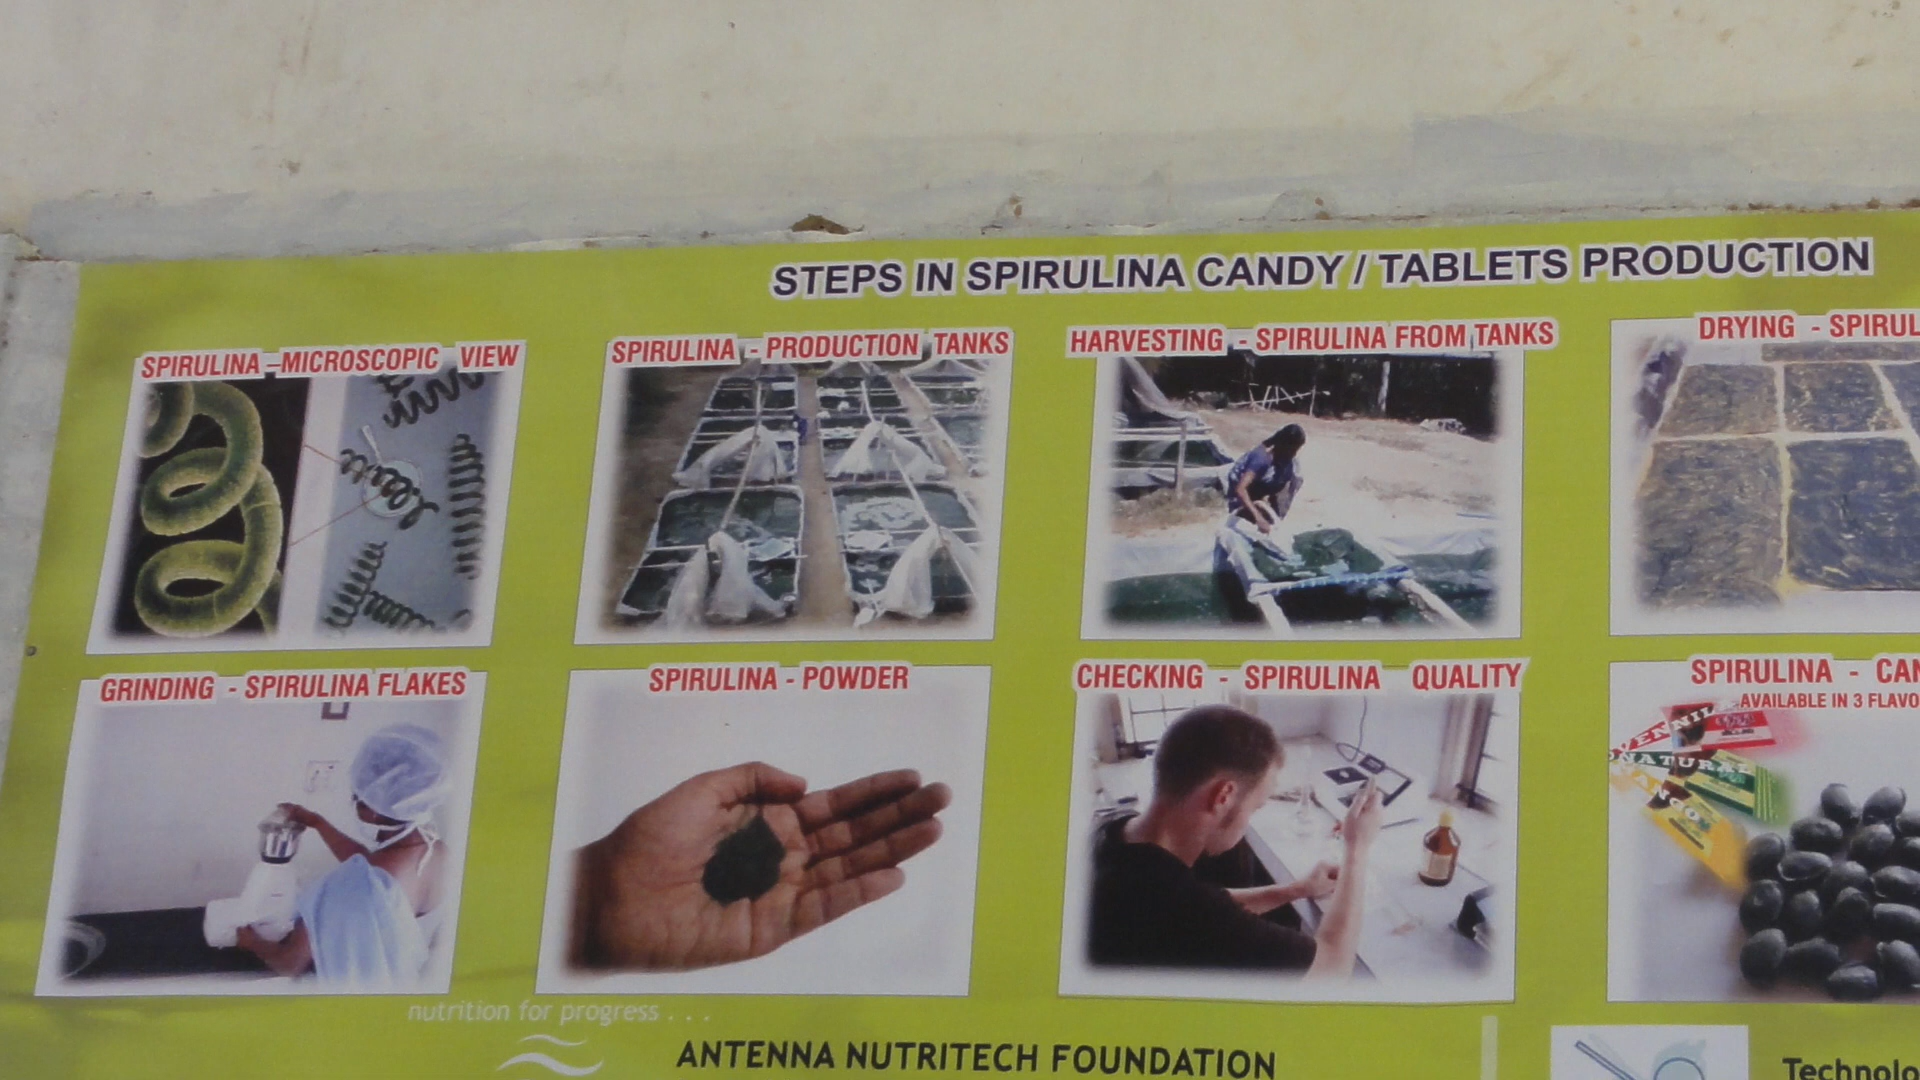 STEPS IN SPIRULINA CANDY / TABLETS PRODUCTION
SPIRULINA –MICROSCOPIC VIEW
SPIRULINA - PRODUCTION TANKS
HARVESTING - SPIRULINA FROM TANKS
DRYING - SPIRUL
GRINDING - SPIRULINA FLAKES
SPIRULINA - POWDER
CHECKING - SPIRULINA QUALITY
SPIRULINA - CAN
AVAILABLE IN 3 FLAVO
VENNIL
NATURAL
nutrition for progress . . .
ANTENNA NUTRITECH FOUNDATION
Technolo